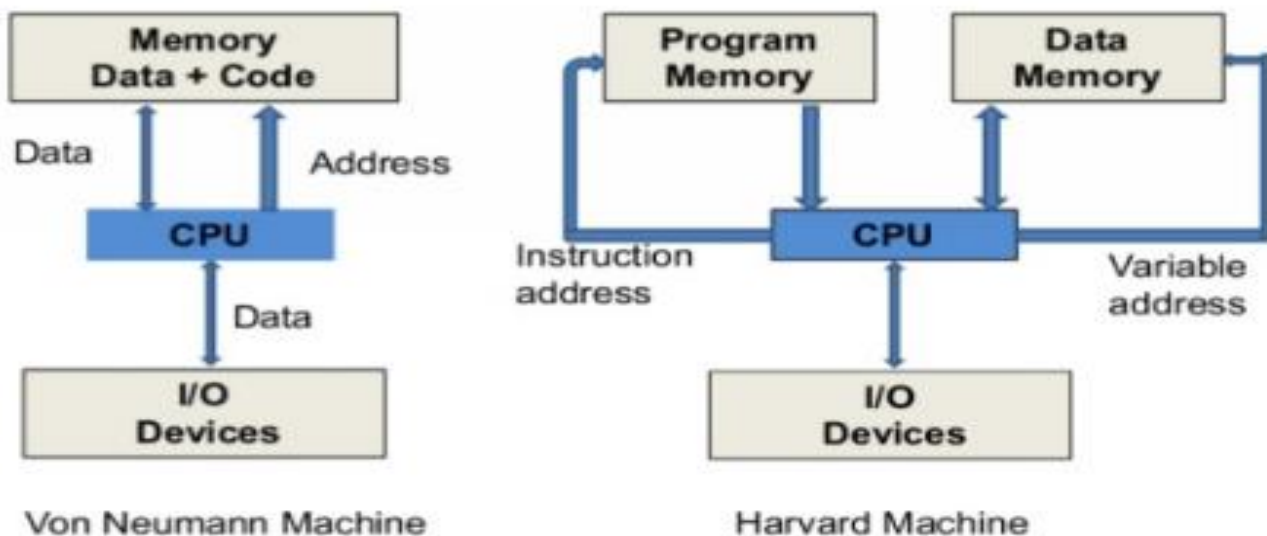 Memory
Data + Code
Data
Address
CPU
Data
I/O
Devices
Von Neumann Machine
Program
Memory
Data
Memory
CPU
Instruction
address
Variable
address
I/O
Devices
Harvard Machine